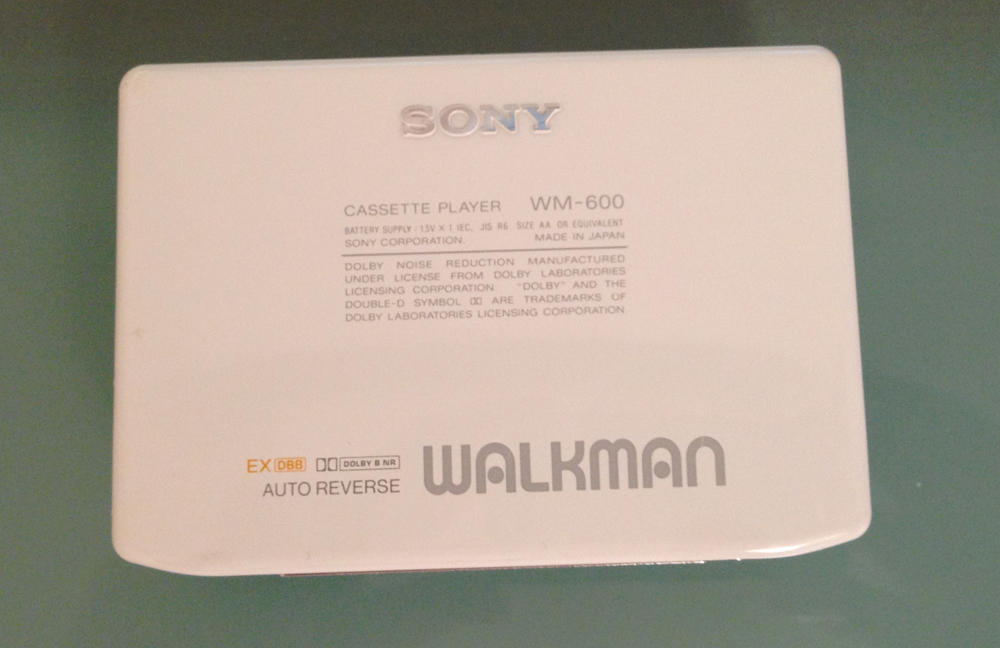 SONY
CASSETTE PLAYER WM-600
BATTERY SUPPLY : 1.5V X 1 IEC, JIS R6 SIZE AA OR EQUIVALENT
SONY CORPORATION. MADE IN JAPAN
DOLBY NOISE REDUCTION MANUFACTURED
UNDER LICENSE FROM DOLBY LABORATORIES
LICENSING CORPORATION. "DOLBY" AND THE
DOUBLE-D SYMBOL DD ARE TRADEMARKS OF
DOLBY LABORATORIES LICENSING CORPORATION.
EX DBB DD DOLBY B NR
AUTO REVERSE
WALKMAN